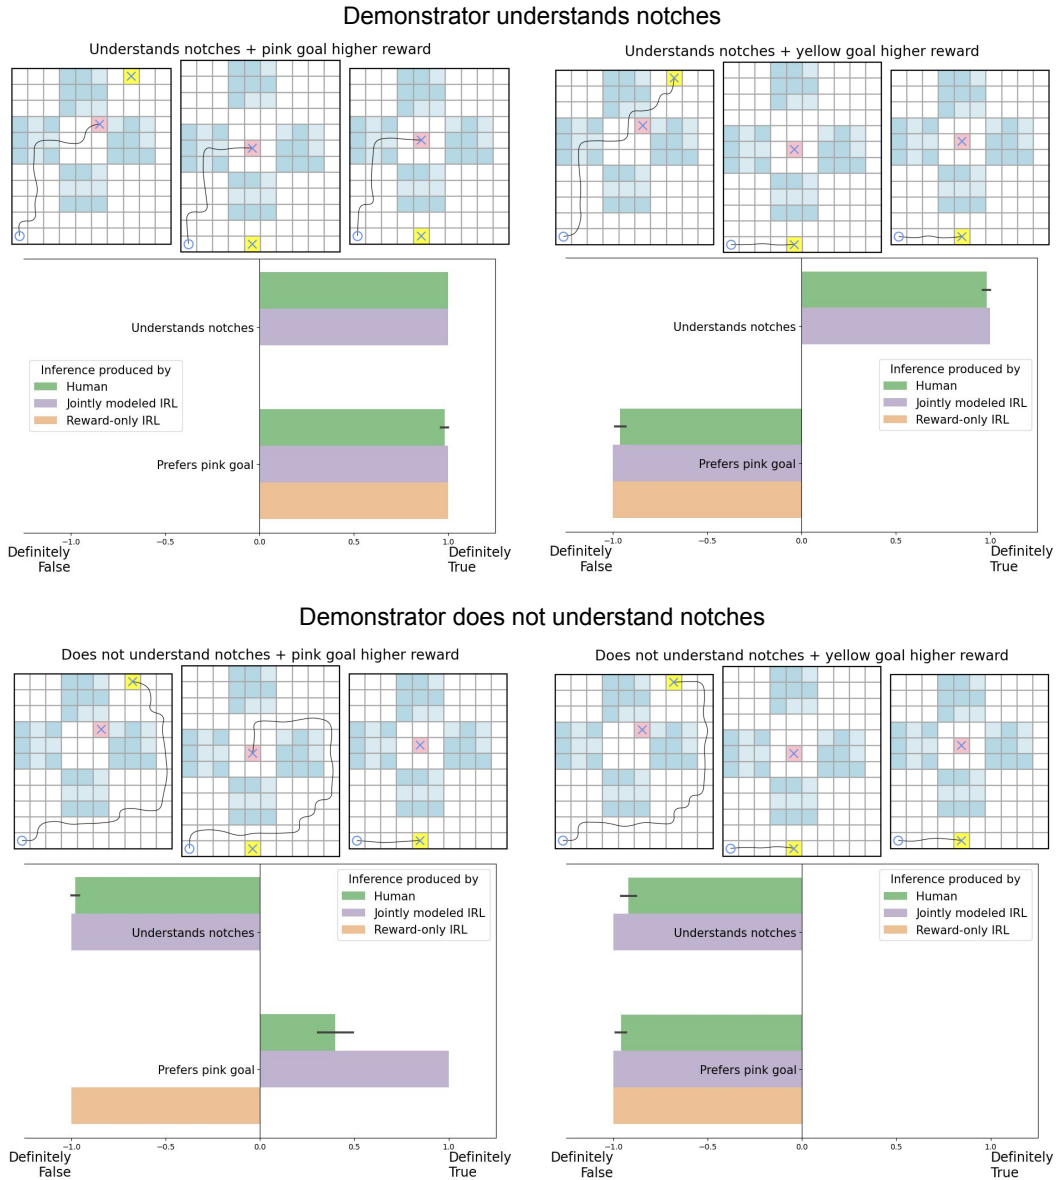 Demonstrator understands notches
Understands notches + pink goal higher reward
Understands notches
Prefers pink goal
Inference produced by
Human
Jointly modeled IRL
Reward-only IRL
−1.0
−0.5
0.0
0.5
1.0
Definitely
False
Definitely
True
Understands notches + yellow goal higher reward
Understands notches
Prefers pink goal
Inference produced by
Human
Jointly modeled IRL
Reward-only IRL
−1.0
−0.5
0.0
0.5
1.0
Definitely
False
Definitely
True
Demonstrator does not understand notches
Does not understand notches + pink goal higher reward
Inference produced by
Human
Jointly modeled IRL
Reward-only IRL
Understands notches
Prefers pink goal
−1.0
−0.5
0.0
0.5
1.0
Definitely
False
Definitely
True
Does not understand notches + yellow goal higher reward
Inference produced by
Human
Jointly modeled IRL
Reward-only IRL
Understands notches
Prefers pink goal
−1.0
−0.5
0.0
0.5
1.0
Definitely
False
Definitely
True